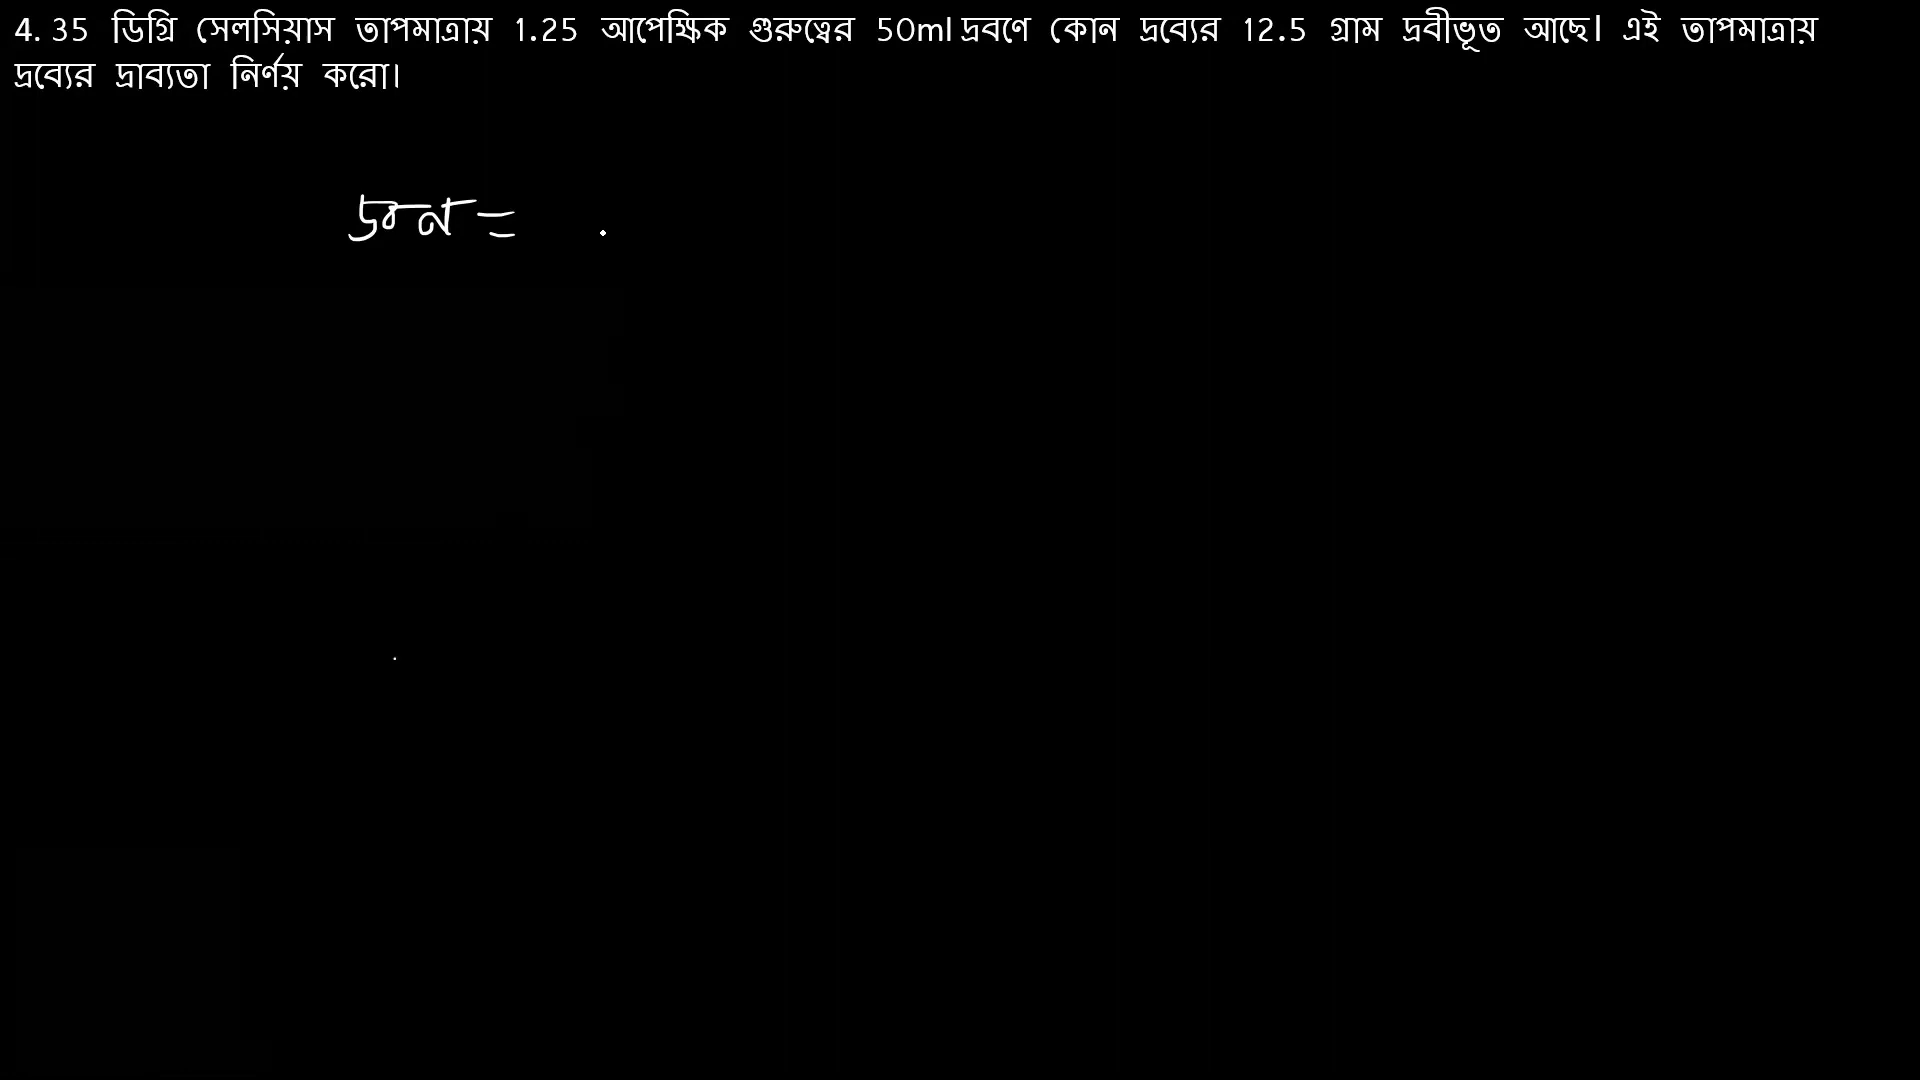 4. 35 ডিগ্রি সেলসিয়াস তাপমাত্রায় 1.25 আপেক্ষিক গুরুত্বের 50ml দ্রবণে কোন দ্রব্যের 12.5 গ্রাম দ্রবীভূত আছে। এই তাপমাত্রায়
দ্রব্যের দ্রাব্যতা নির্ণয় করো।